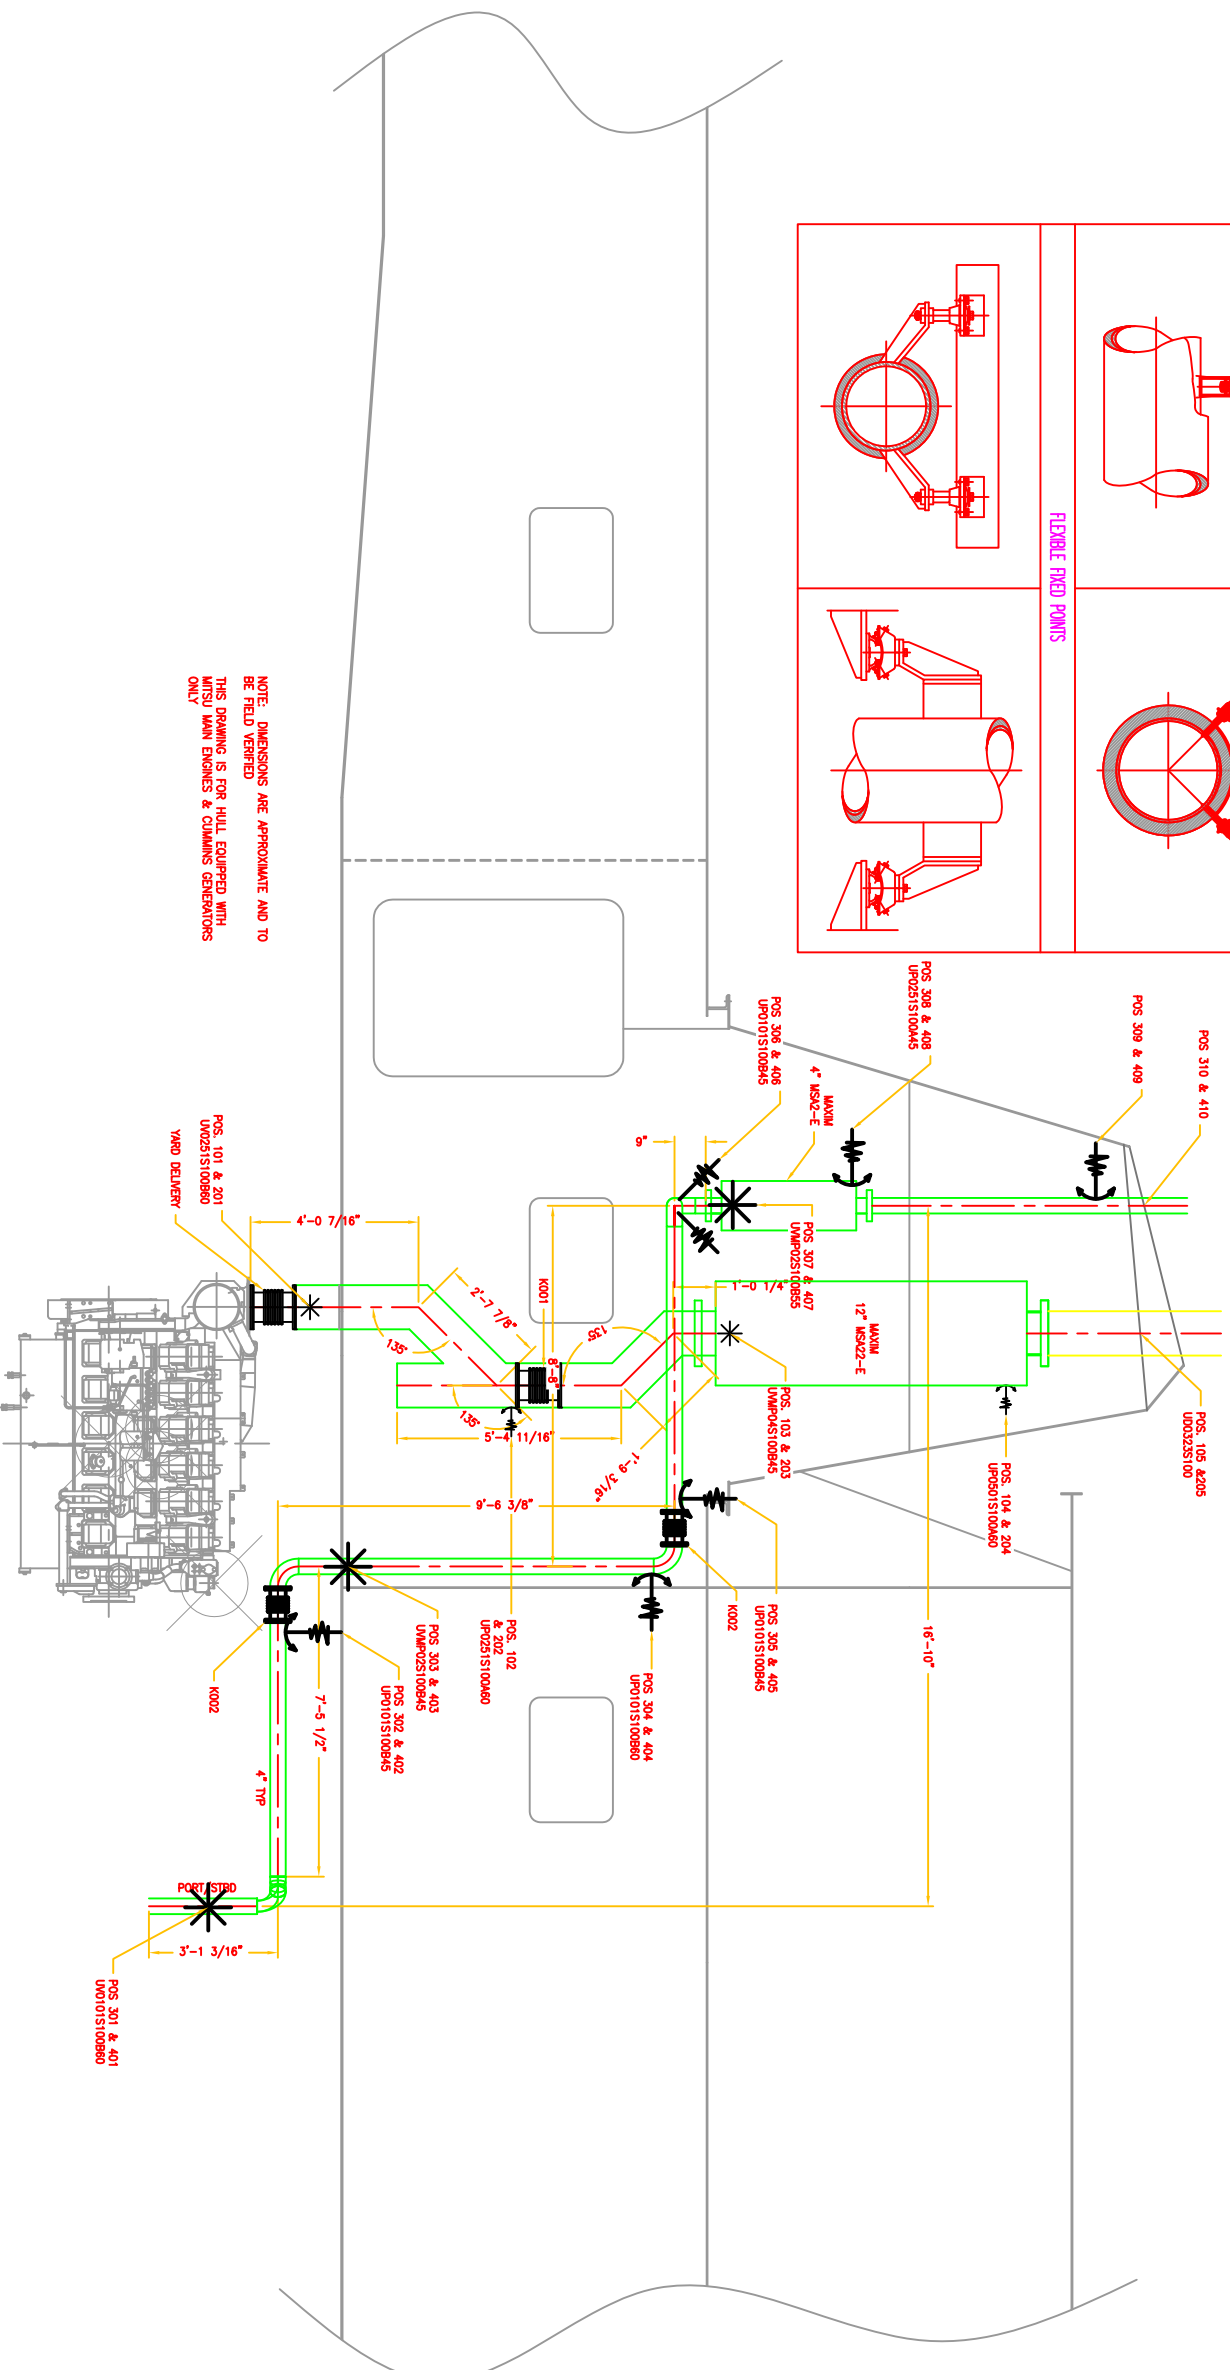 FLEXIBLE FIXED POINTS
NOTE:  DIMENSIONS ARE APPROXIMATE AND TO
BE FIELD VERIFIED
THIS DRAWING IS FOR HULL EQUIPPED WITH
MITSU MAIN ENGINES & CUMMINS GENERATORS
ONLY
POS 310 & 410
POS 309 & 409
POS 308 & 408
UP0251S100A45
POS 306 & 406
UP0101S100B45
MAXIM
4" MSA2-E
9"
POS 307 & 407
UVMP02S100B55
1'-0 1/4"
MAXIM
12" MSA22-E
POS. 105 &205
UD0323S100
POS. 104 & 204
UP0501S100A60
POS. 103 & 203
UVMP04S100B45
POS. 101 & 201
UV0251S100B60
YARD DELIVERY
4'-0 7/16"
2'-7 7/8"
K001
135°
135°
135°
8'-8"
5'-4 11/16"
1'-9 3/16"
9'-6 3/8"
16'-10"
POS 305 & 405
UP0101S100B45
K002
POS 304 & 404
UP0101S100B60
POS. 102
& 202
UP0251S100A60
POS 303 & 403
UVMP02S100B45
POS 302 & 402
UP0101S100B45
K002
7'-5 1/2"
4" TYP
PORT/STBD
3'-1 3/16"
POS 301 & 401
UV0101S100B60